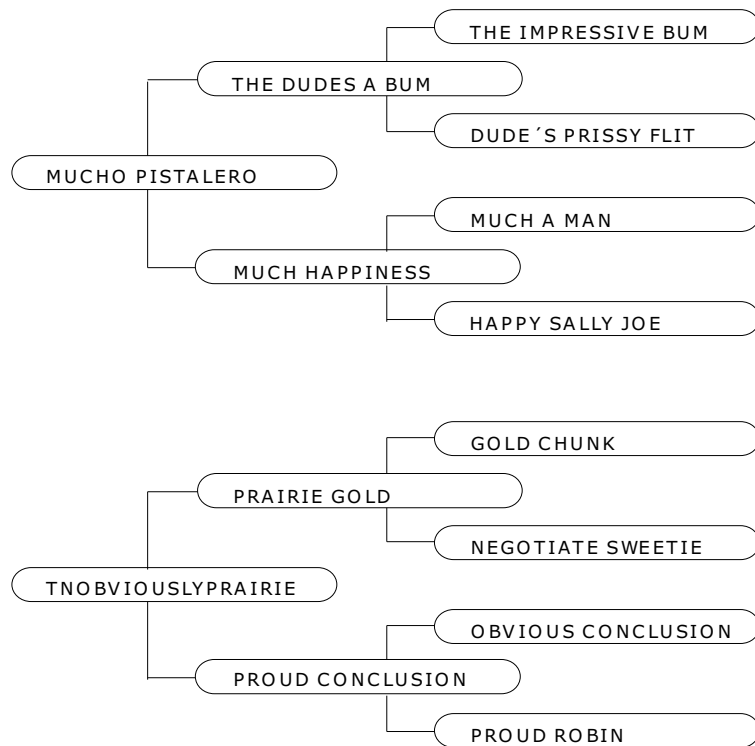 THE IMPRESSIVE BUM
THE DUDES A BUM
DUDE´S PRISSY FLIT
MUCHO PISTALERO
MUCH A MAN
MUCH HAPPINESS
HAPPY SALLY JOE
GOLD CHUNK
PRAIRIE GOLD
NEGOTIATE SWEETIE
TNOBVIOUSLYPRAIRIE
OBVIOUS CONCLUSION
PROUD CONCLUSION
PROUD ROBIN